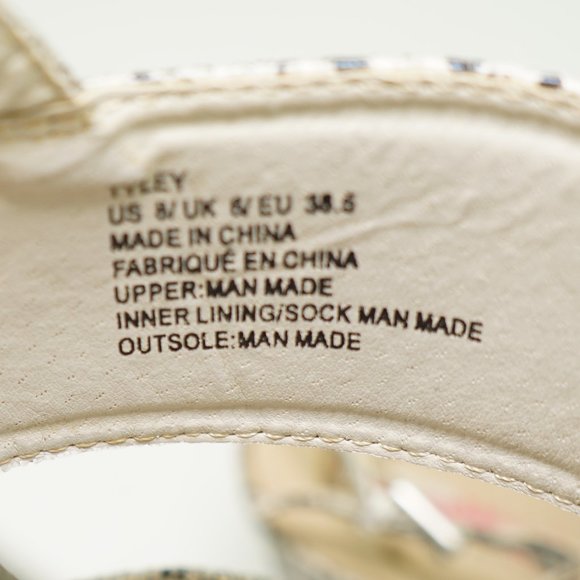 US 8/ UK 6/ EU 38.5
MADE IN CHINA
FABRIQUÉ EN CHINA
UPPER:MAN MADE
INNER LINING/SOCK MAN MADE
OUTSOLE:MAN MADE